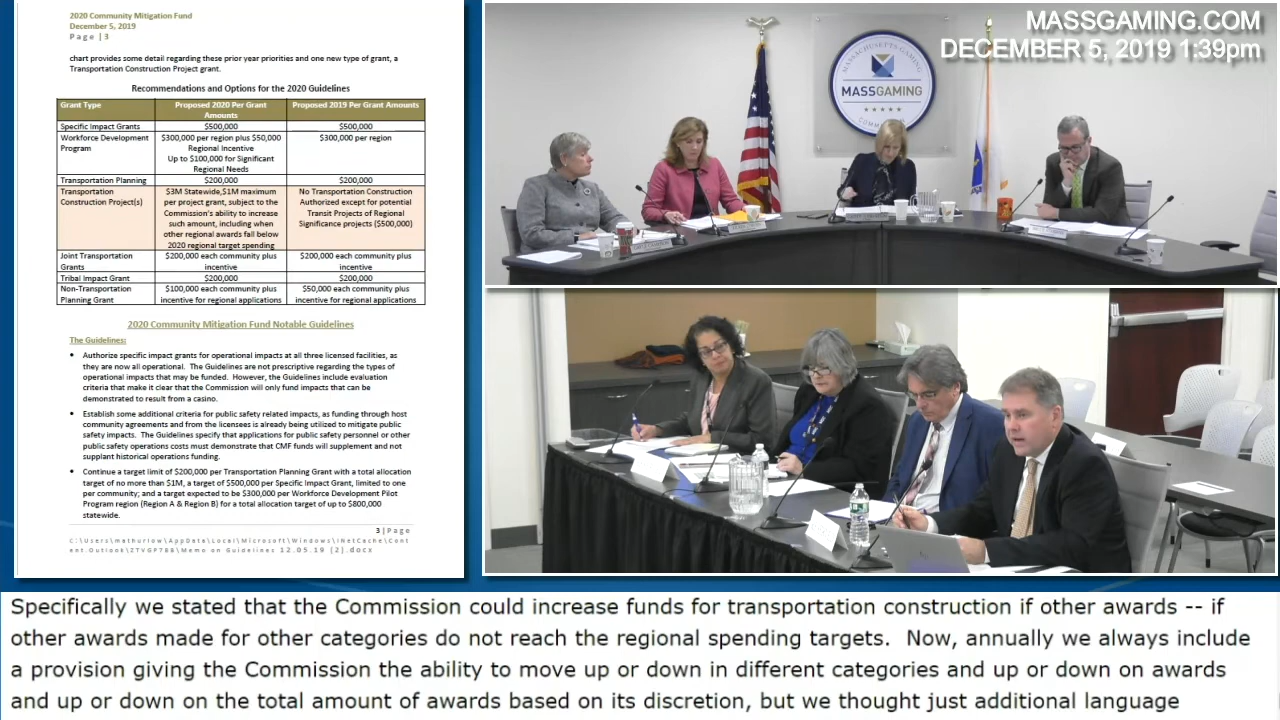 2020 Community Mitigation Fund
December 5, 2019
Page | 3
chart provides some detail regarding these prior year priorities and one new type of grant, a
Transportation Construction Project grant.
Recommendations and Options for the 2020 Guidelines
Grant Type
Proposed 2020 Per Grant Amounts
Proposed 2019 Per Grant Amounts
Specific Impact Grants
$500,000
$500,000
Workforce Development
Program
$300,000 per region plus $50,000
Regional Incentive
Up to $100,000 for Significant
Regional Needs
$300,000 per region
Transportation Planning
$200,000
$200,000
Transportation
Construction Project(s)
$3M Statewide,$1M maximum
per project grant, subject to the
Commission's ability to increase
such amount, including when
other regional awards fall below
2020 regional target spending
No Transportation Construction
Authorized except for potential
Transit Projects of Regional
Significance projects ($500,000)
Joint Transportation
Grants
$200,000 each community plus
incentive
$200,000 each community plus
incentive
Tribal Impact Grant
$200,000
$200,000
Non-Transportation
Planning Grant
$100,000 each community plus
incentive for regional applications
$50,000 each community plus
incentive for regional applications
2020 Community Mitigation Fund Notable Guidelines
The Guidelines:
• Authorize specific impact grants for operational impacts at all three licensed facilities, as
they are now all operational. The Guidelines are not prescriptive regarding the types of
operational impacts that may be funded. However, the Guidelines include evaluation
criteria that make it clear that the Commission will only fund impacts that can be
demonstrated to result from a casino.
• Establish some additional criteria for public safety related impacts, as funding through host
community agreements and from the licensees is already being utilized to mitigate public
safety impacts. The Guidelines specify that applications for public safety personnel or other
public safety operations costs must demonstrate that CMF funds will supplement and not
supplant historical operations funding.
• Continue a target limit of $200,000 per Transportation Planning Grant with a total allocation
target of no more than $1M, a target of $500,000 per Specific Impact Grant, limited to one
per community; and a target expected to be $300,000 per Workforce Development Pilot
Program region (Region A & Region B) for a total allocation target of up to $800,000
statewide.
3 | Page
MASSGAMING.COM
DECEMBER 5, 2019 1:39pm
MASSACHUSETTS GAMING
MASSGAMING
Specifically we stated that the Commission could increase funds for transportation construction if other awards -- if
other awards made for other categories do not reach the regional spending targets. Now, annually we always include
a provision giving the Commission the ability to move up or down in different categories and up or down on awards
and up or down on the total amount of awards based on its discretion, but we thought just additional language